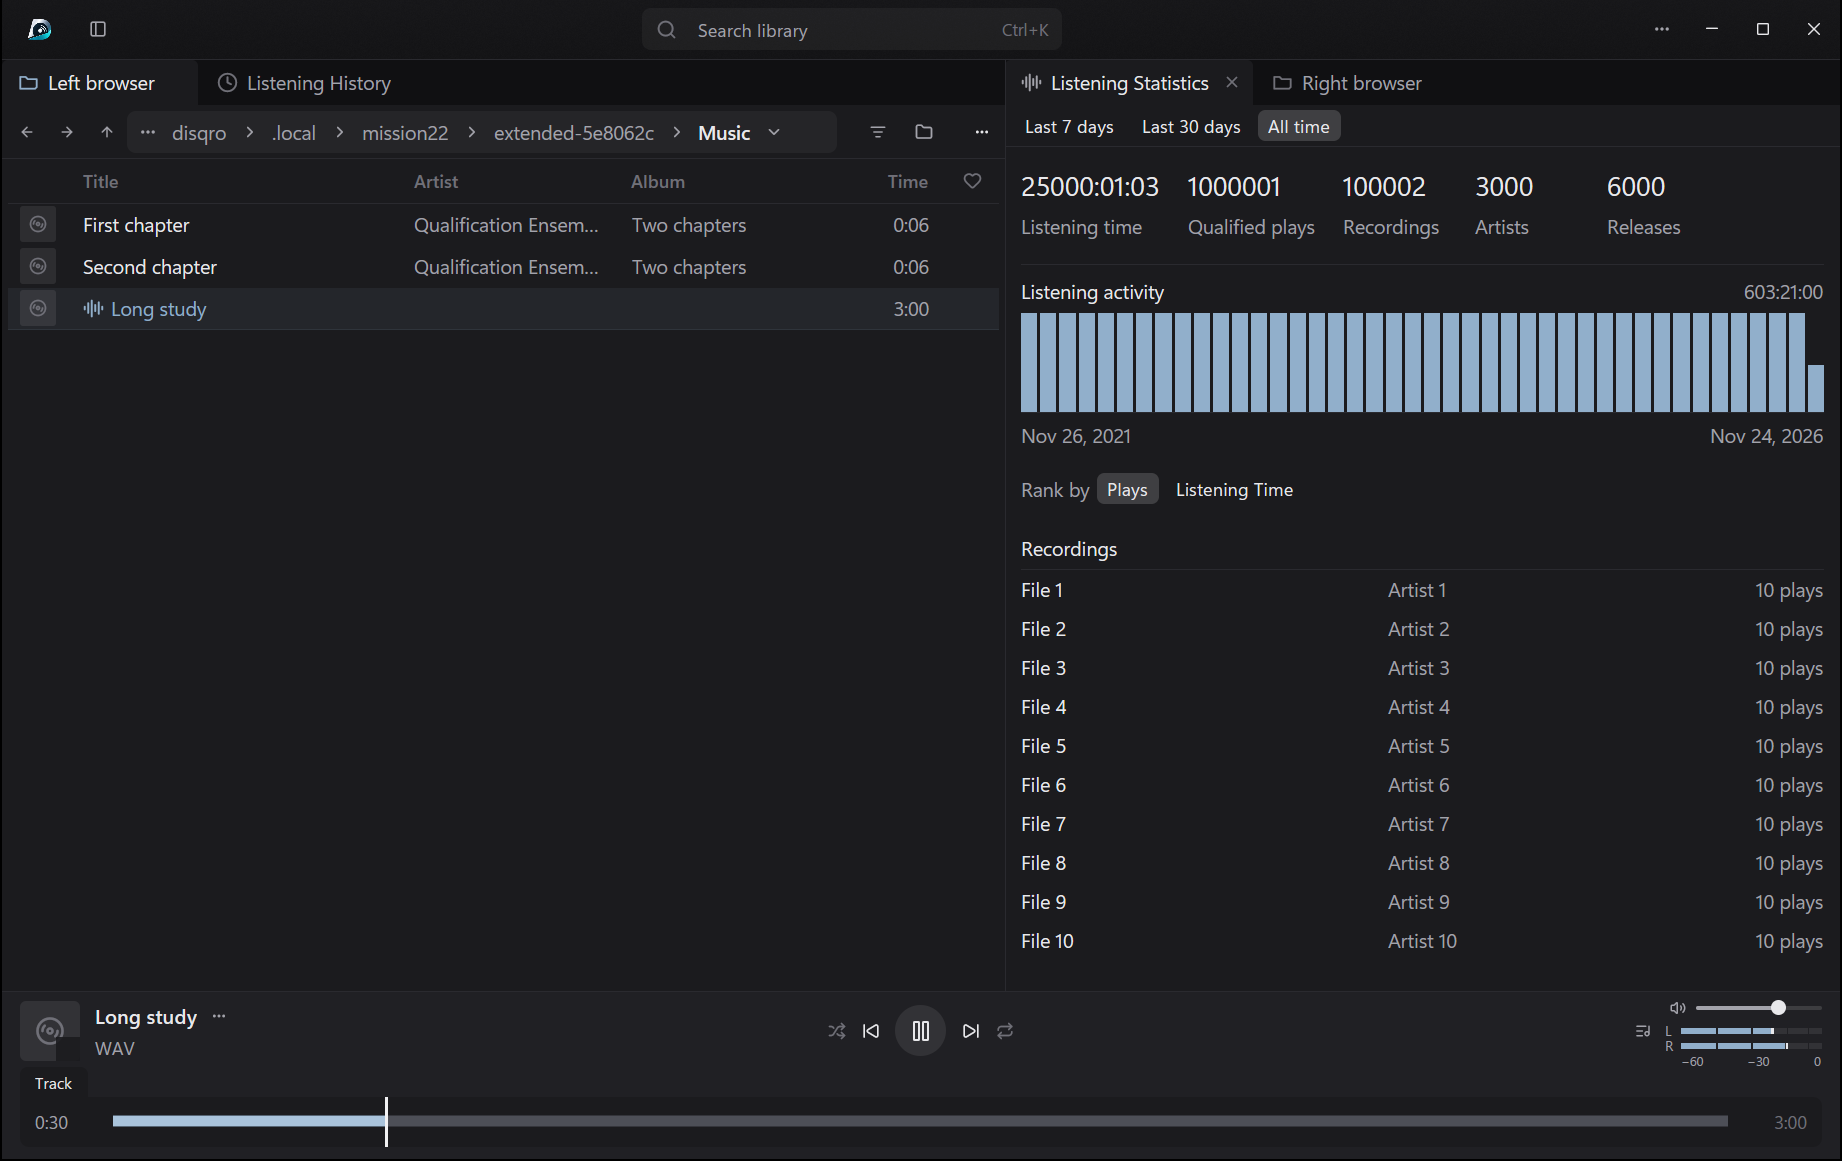 Search library Ctrl+K
Left browser
Listening History
disqro > .local > mission22 > extended-5e8062c > Music
Title Artist Album Time
First chapter Qualification Ensem... Two chapters 0:06
Second chapter Qualification Ensem... Two chapters 0:06
Long study 3:00
Listening Statistics
Right browser
Last 7 days Last 30 days All time
25000:01:03 1000001 100002 3000 6000
Listening time Qualified plays Recordings Artists Releases
Listening activity 603:21:00
Nov 26, 2021 Nov 24, 2026
Rank by Plays Listening Time
Recordings
File 1 Artist 1 10 plays
File 2 Artist 2 10 plays
File 3 Artist 3 10 plays
File 4 Artist 4 10 plays
File 5 Artist 5 10 plays
File 6 Artist 6 10 plays
File 7 Artist 7 10 plays
File 8 Artist 8 10 plays
File 9 Artist 9 10 plays
File 10 Artist 10 10 plays
Long study
WAV
L
R
-60 -30 0
Track
0:30 3:00